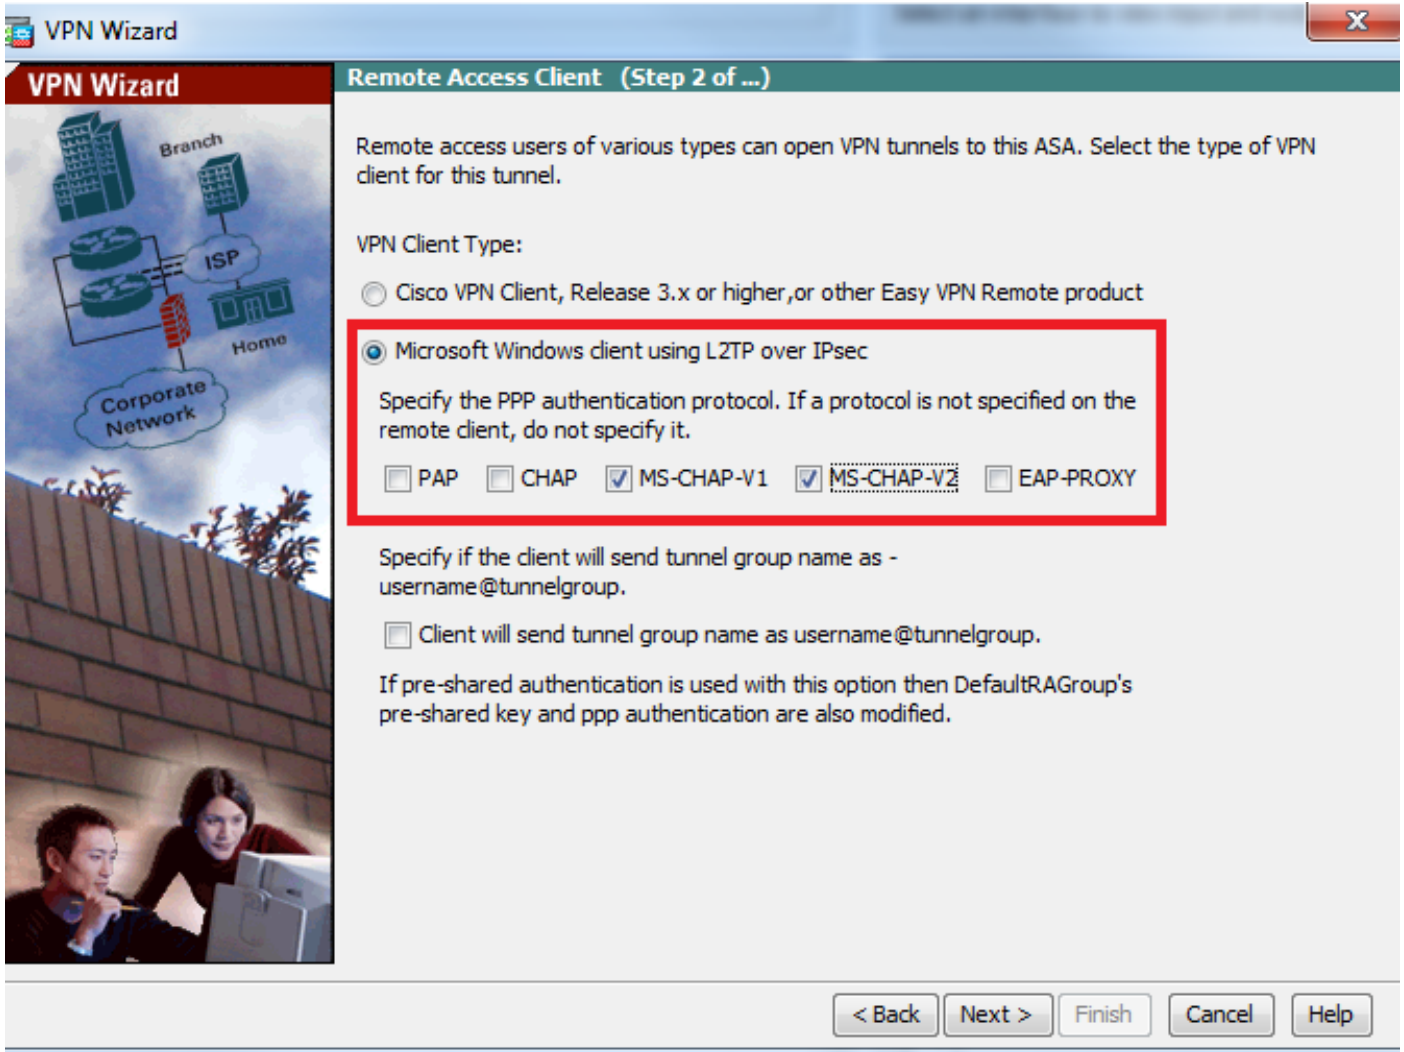 VPN Wizard
X
VPN Wizard
Remote Access Client (Step 2 of ...)
Branch
ISP
Home
Corporate
Network
Remote access users of various types can open VPN tunnels to this ASA. Select the type of VPN
client for this tunnel.
VPN Client Type:
Cisco VPN Client, Release 3.x or higher,or other Easy VPN Remote product
Microsoft Windows client using L2TP over IPsec
Specify the PPP authentication protocol. If a protocol is not specified on the
remote client, do not specify it.
PAP CHAP MS-CHAP-V1 MS-CHAP-V2 EAP-PROXY
Specify if the client will send tunnel group name as -
username@tunnelgroup.
Client will send tunnel group name as username@tunnelgroup.
If pre-shared authentication is used with this option then DefaultRAGroup's
pre-shared key and ppp authentication are also modified.
< Back Next > Finish Cancel Help